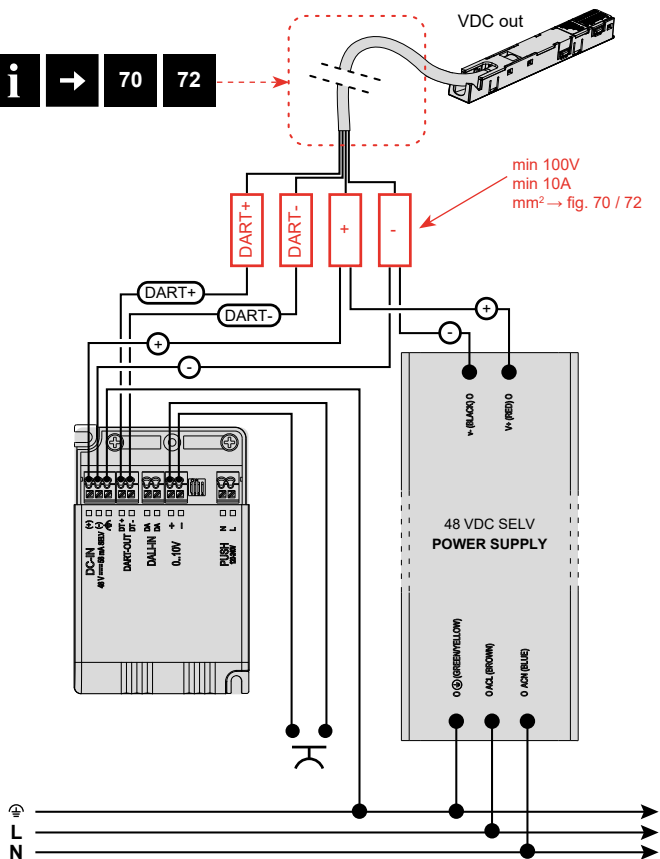 VDC out
i → 70 72
min 100V
min 10A
mm² → fig. 70 / 72
DART+
DART-
+
-
DART+
DART-
+
-
+
-
v- (BLACK) O
V+ (RED) O
48 VDC SELV
POWER SUPPLY
O ⏚ (GREEN/YELLOW)
O ACL (BROWN)
O ACN (BLUE)
(+)
(-)
DC-IN
DT+
DT-
DART-OUT
DA
DA
DALI-IN
+
–
0..10V
N
L
PUSH
L
N